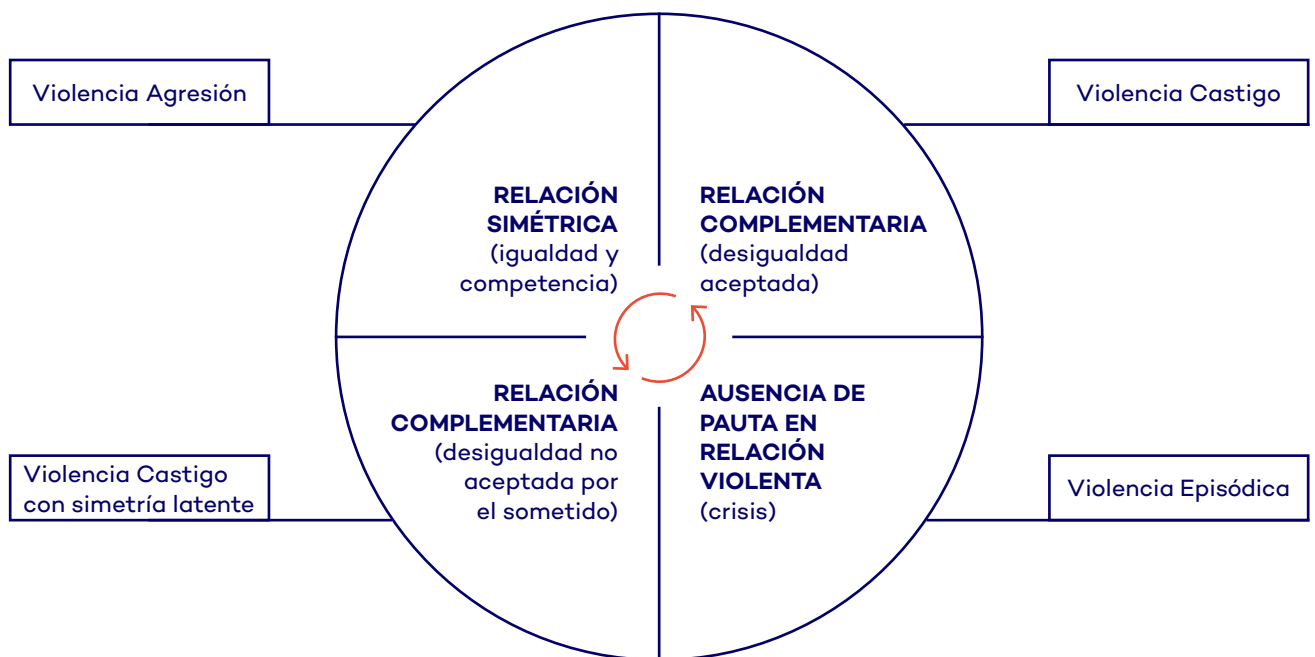 Violencia Agresión
Violencia Castigo
RELACIÓN
SIMÉTRICA
(igualdad y
competencia)
RELACIÓN
COMPLEMENTARIA
(desigualdad
aceptada)
RELACIÓN
COMPLEMENTARIA
(desigualdad no
aceptada por
el sometido)
AUSENCIA DE
PAUTA EN
RELACIÓN
VIOLENTA
(crisis)
Violencia Castigo
con simetría latente
Violencia Episódica